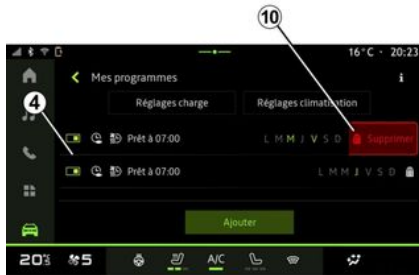 10
16°C · 20:23
Mes programmes
i
4
Réglages charge
Réglages climatisation
Prêt à 07:00
L M M J V S D
Supprimer
Prêt à 07:00
L M M J V S D
Ajouter
20°5
5
A/C